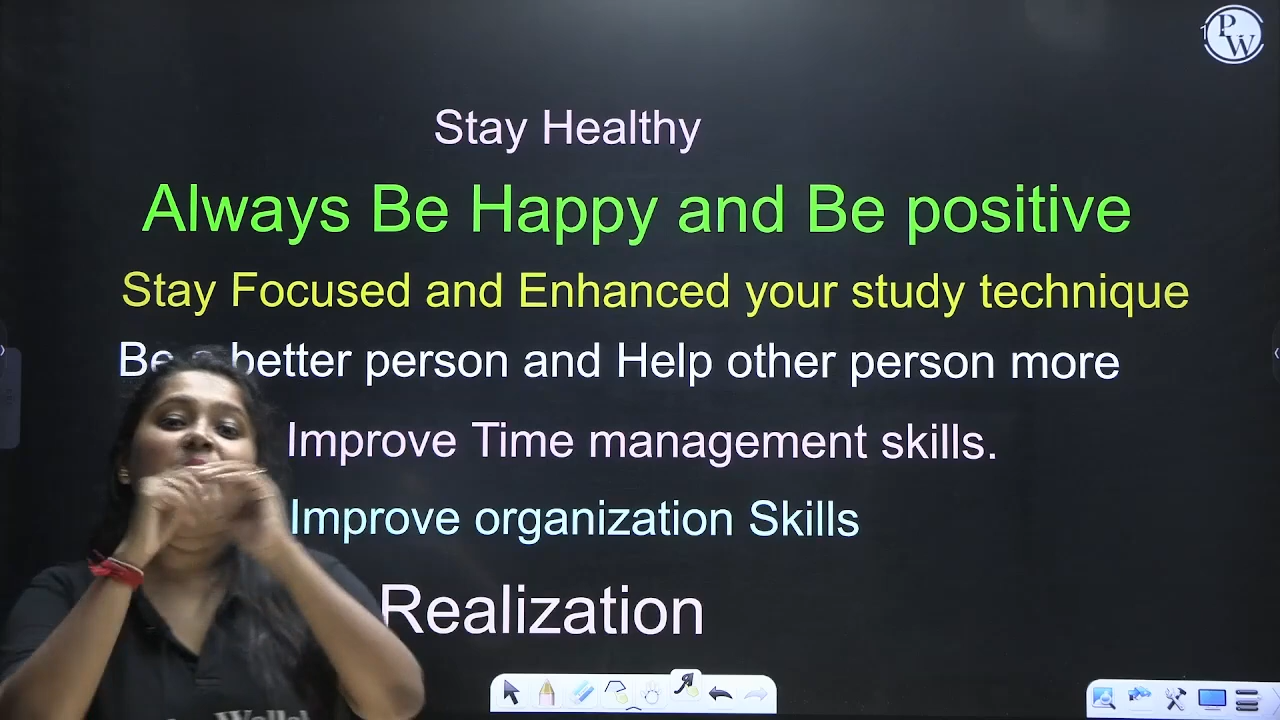 PW
Stay Healthy
Always Be Happy and Be positive
Stay Focused and Enhanced your study technique
Be a better person and Help other person more
Improve Time management skills.
Improve organization Skills
Realization